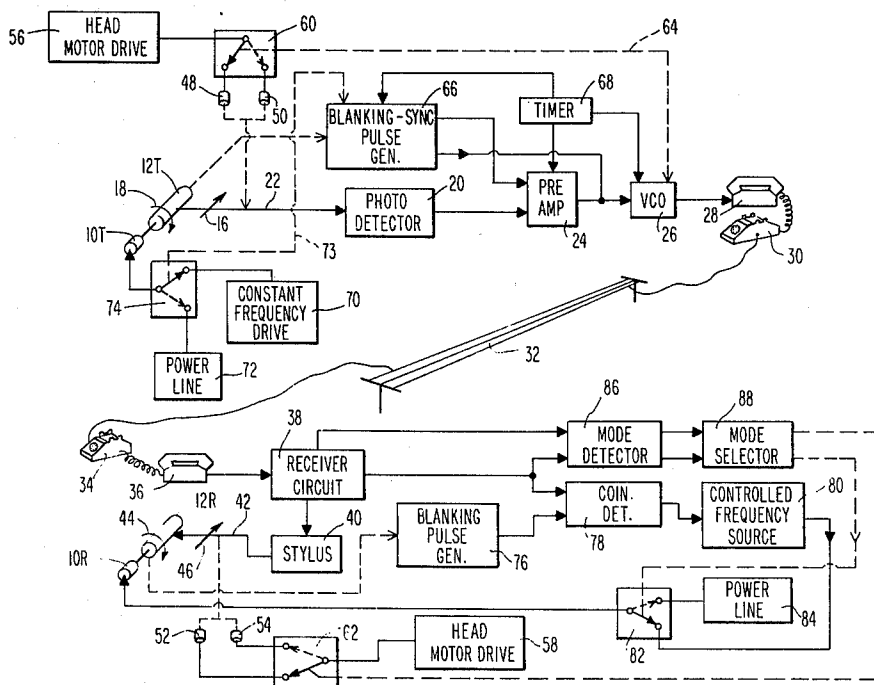 56
HEAD
MOTOR DRIVE
60
64
48
50
66
68
BLANKING-SYNC
PULSE
GEN.
TIMER
12T
18
22
16
20
PHOTO
DETECTOR
PRE
AMP
24
VCO
26
28
30
10T
73
74
CONSTANT
FREQUENCY
DRIVE
70
POWER
LINE
72
32
86
88
38
MODE
DETECTOR
MODE
SELECTOR
34
36
RECEIVER
CIRCUIT
12R
42
40
44
COIN.
DET.
78
CONTROLLED
FREQUENCY
SOURCE
80
10R
46
STYLUS
BLANKING
PULSE
GEN.
76
POWER
LINE
84
82
52
54
62
HEAD
MOTOR DRIVE
58